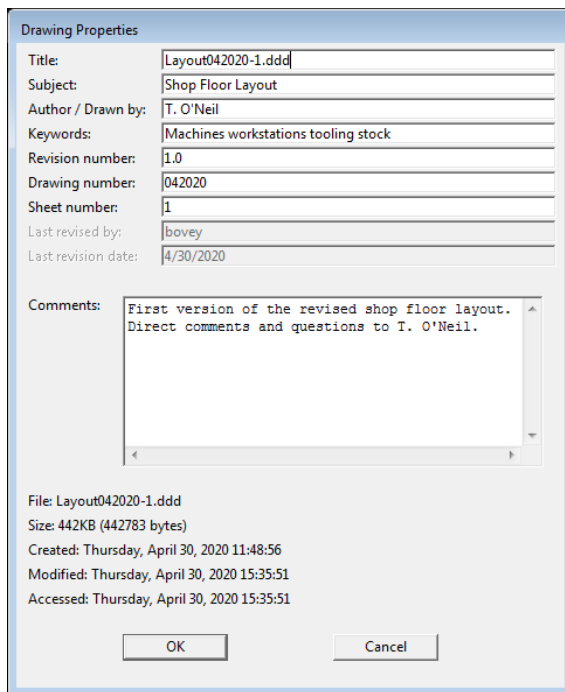 Drawing Properties
Title: Layout042020-1.ddd
Subject: Shop Floor Layout
Author / Drawn by: T. O'Neil
Keywords: Machines workstations tooling stock
Revision number: 1.0
Drawing number: 042020
Sheet number: 1
Last revised by: bovey
Last revision date: 4/30/2020
Comments: First version of the revised shop floor layout.
Direct comments and questions to T. O'Neil.
File: Layout042020-1.ddd
Size: 442KB (442783 bytes)
Created: Thursday, April 30, 2020 11:48:56
Modified: Thursday, April 30, 2020 15:35:51
Accessed: Thursday, April 30, 2020 15:35:51
OK Cancel